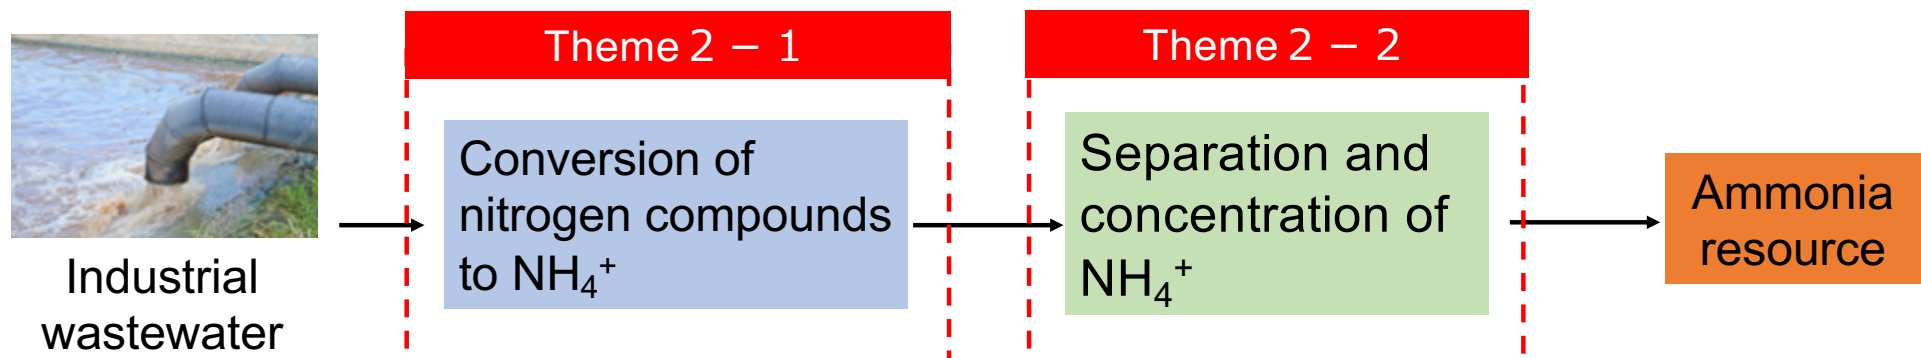 Theme 2 − 1
Theme 2 − 2
Industrial
wastewater
Conversion of
nitrogen compounds
to NH₄⁺
Separation and
concentration of
NH₄⁺
Ammonia
resource